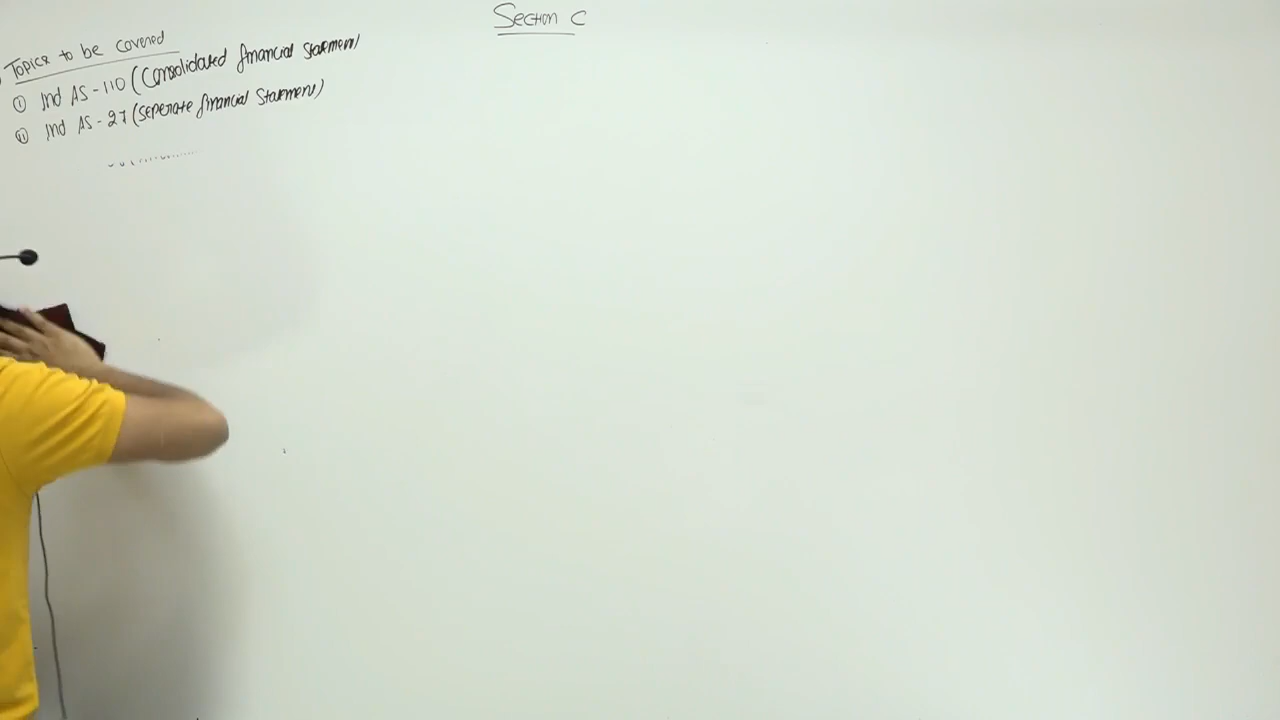 Section C
Topics to be covered
① Ind AS-110 (Consolidated financial Statement)
② Ind AS-27 (Seperate financial Statement)